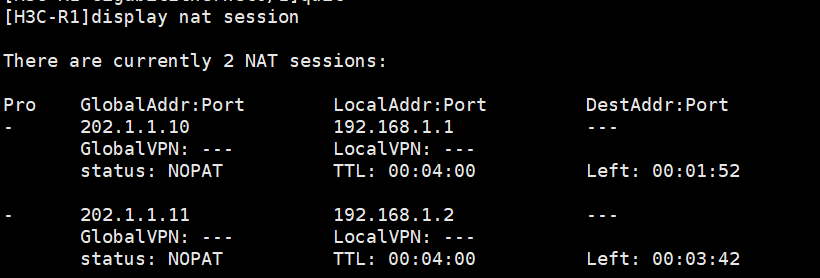 [H3C-R1]display nat session
There are currently 2 NAT sessions:
Pro GlobalAddr:Port LocalAddr:Port DestAddr:Port
- 202.1.1.10 192.168.1.1 ---
GlobalVPN: --- LocalVPN: ---
status: NOPAT TTL: 00:04:00 Left: 00:01:52
- 202.1.1.11 192.168.1.2 ---
GlobalVPN: --- LocalVPN: ---
status: NOPAT TTL: 00:04:00 Left: 00:03:42